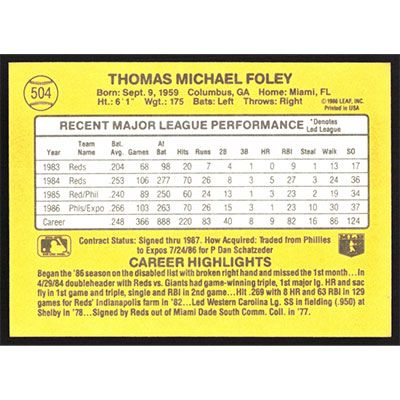 504
THOMAS MICHAEL FOLEY
Born: Sept. 9, 1959 Columbus, GA Home: Miami, FL
Ht.: 6'1" Wgt.: 175 Bats: Left Throws: Right
© 1986 LEAF, INC.
Printed in USA
RECENT MAJOR LEAGUE PERFORMANCE *Denotes Led League
Year Team Name Bat. Avg. Games At Bat Hits Runs 2B 3B HR RBI Steal Walk SO
1983 Reds .204 68 98 20 7 4 1 0 9 1 13 17
1984 Reds .253 106 277 70 26 8 3 5 27 3 24 36
1985 Red/Phil .240 89 250 60 24 13 1 3 23 2 19 34
1986 Phis/Expo .266 103 263 70 26 15 3 1 23 10 30 37
Career .248 366 888 220 83 40 8 9 82 16 86 124
Contract Status: Signed thru 1987. How Acquired: Traded from Phillies
to Expos 7/24/86 for P Dan Schatzeder
CAREER HIGHLIGHTS
Began the '86 season on the disabled list with broken right hand and missed the 1st month...In
4/29/84 doubleheader with Reds vs. Giants had game-winning triple, 1st major lg. HR and sac
fly in 1st game and triple, single and RBI in 2nd game...Hit .269 with 8 HR and 63 RBI in 129
games for Reds' Indianapolis farm in '82...Led Western Carolina Lg. SS in fielding (.950) at
Shelby in '78...Signed by Reds out of Miami Dade South Comm. Coll. in '77.